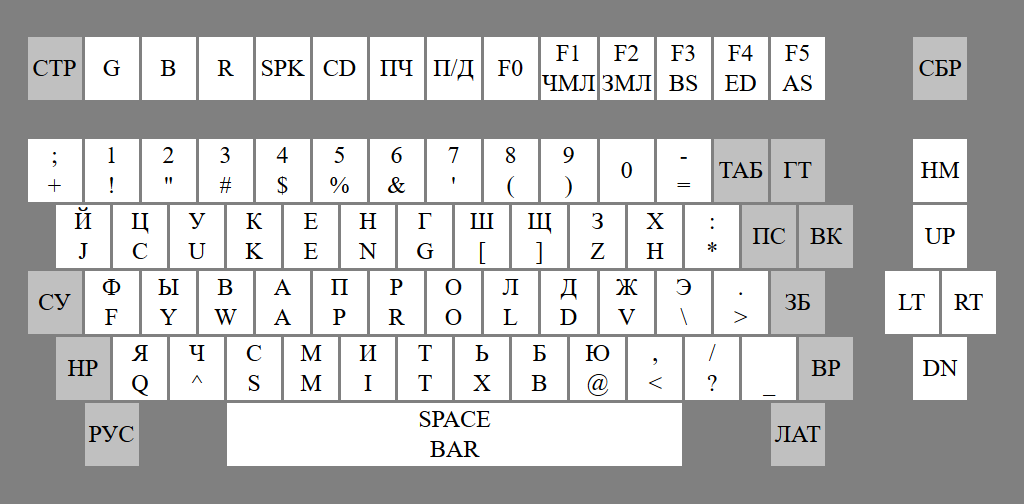 СТР G B R SPK CD ПЧ П/Д F0 F1 F2 F3 F4 F5 СБР
ЧМЛ ЗМЛ BS ED AS
; 1 2 3 4 5 6 7 8 9 0 - ТАБ ГТ НМ
+ ! " # $ % & ' ( ) =
Й Ц У К Е Н Г Ш Щ З Х : ПС ВК UP
J C U K E N G [ ] Z H *
СУ Ф Ы В А П Р О Л Д Ж Э . ЗБ LT RT
F Y W A P R O L D V \ >
НР Я Ч С М И Т Ь Б Ю , / ВР DN
Q ^ S M I T X B @ < ? _
РУС SPACE ЛАТ
BAR